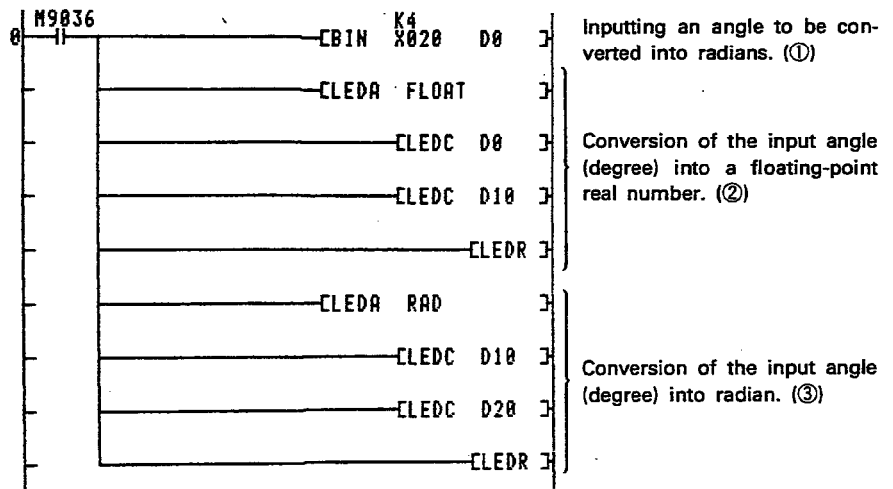 M9036
0
K4
[BIN X020 D0 ]
Inputting an angle to be con-
verted into radians. (①)
[LEDA FLOAT ]
[LEDC D0 ]
[LEDC D10 ]
[LEDR ]
Conversion of the input angle
(degree) into a floating-point
real number. (②)
[LEDA RAD ]
[LEDC D10 ]
[LEDC D20 ]
[LEDR ]
Conversion of the input angle
(degree) into radian. (③)